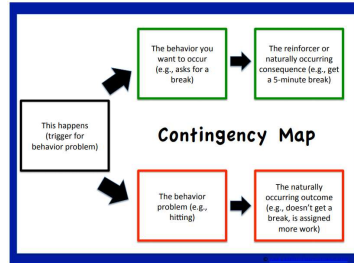 The behavior you
want to occur
(e.g., asks for a
break)
The reinforcer or
naturally occurring
consequence (e.g., get
a 5-minute break)
This happens
(trigger for
behavior problem)
Contingency Map
The behavior
problem (e.g.,
hitting)
The naturally
occurring outcome
(e.g., doesn't get a
break, is assigned
more work)